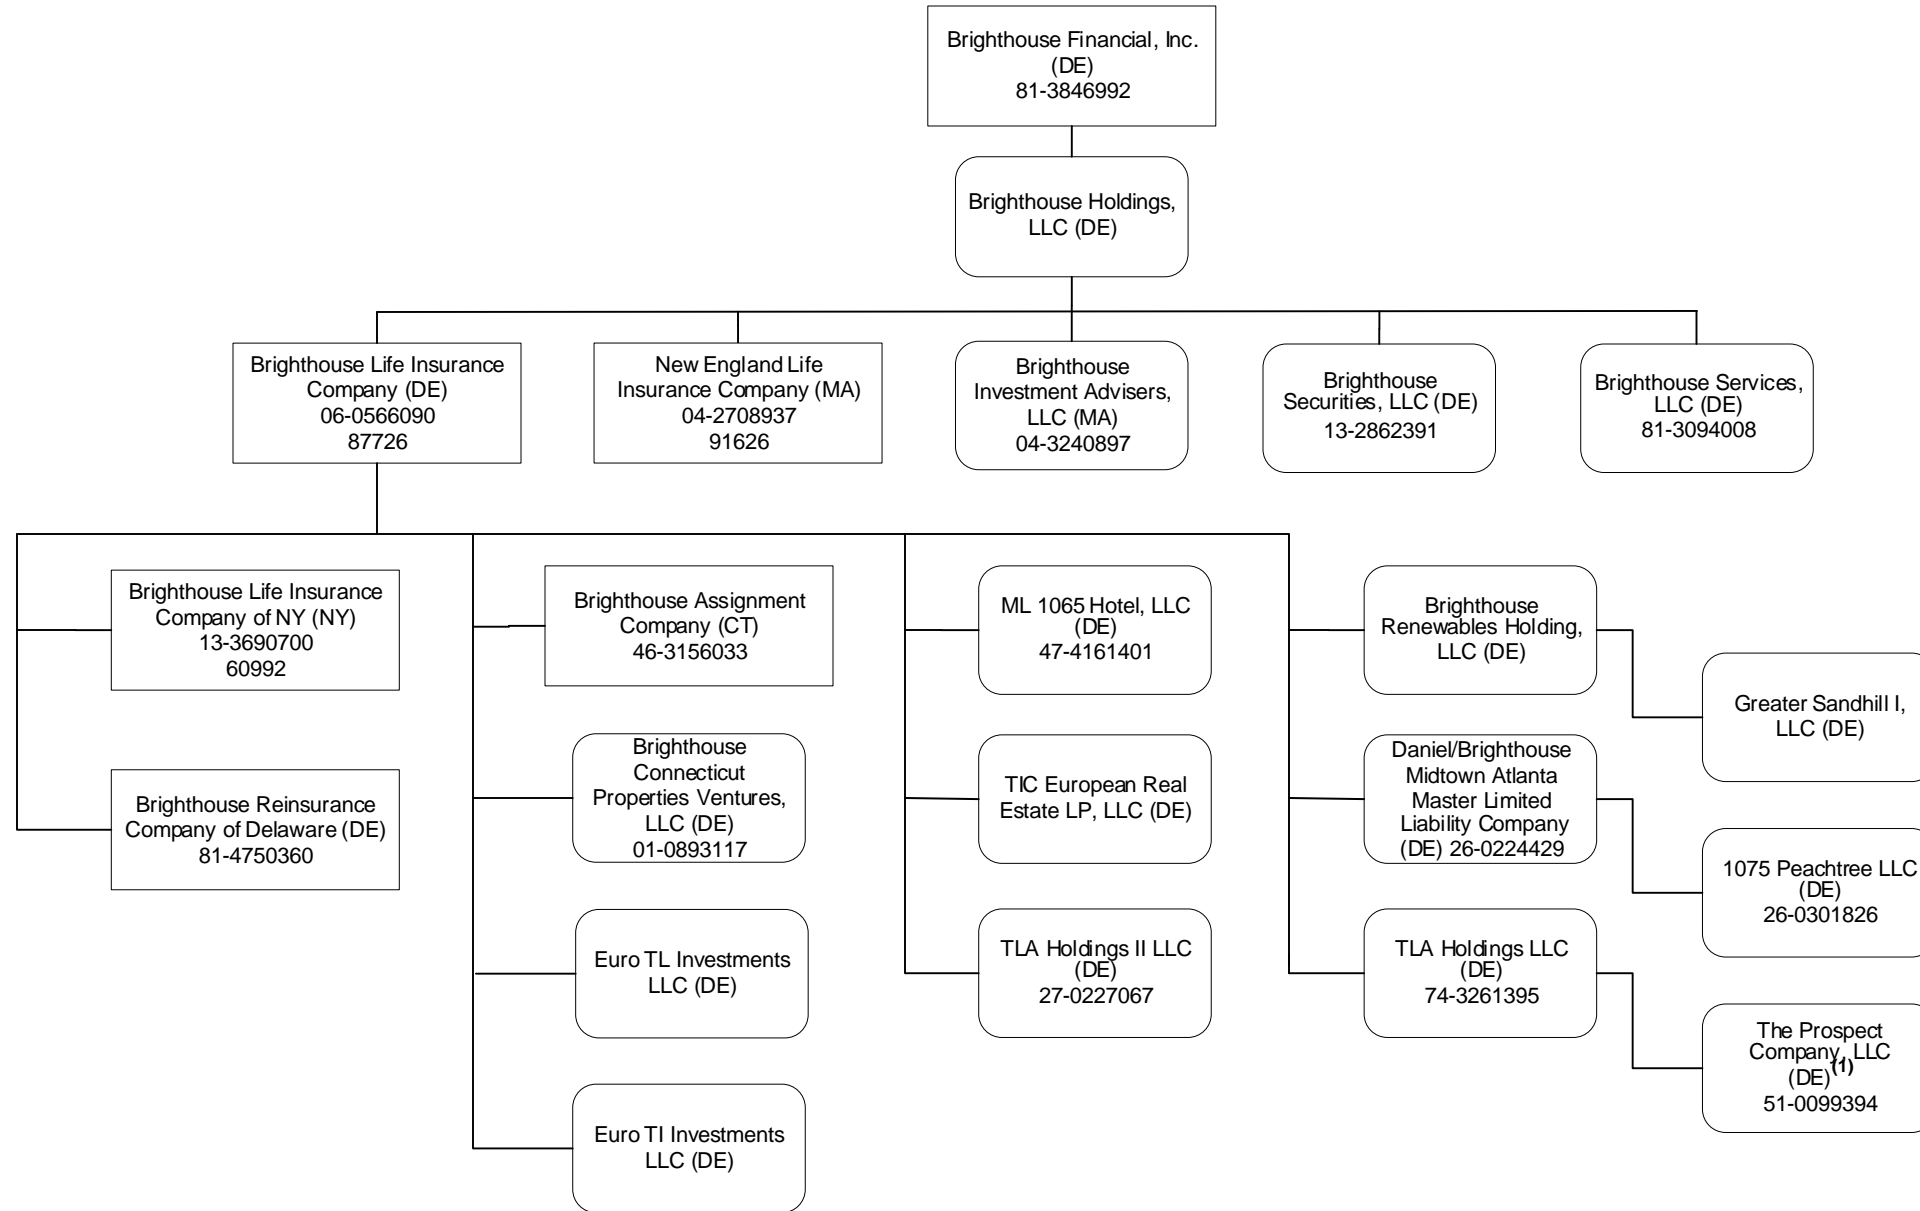 Brighthouse Financial, Inc.
(DE)
81-3846992
Brighthouse Holdings,
LLC (DE)
Brighthouse Life Insurance
Company (DE)
06-0566090
87726
New England Life
Insurance Company (MA)
04-2708937
91626
Brighthouse
Investment Advisers,
LLC (MA)
04-3240897
Brighthouse
Securities, LLC (DE)
13-2862391
Brighthouse Services,
LLC (DE)
81-3094008
Brighthouse Life Insurance
Company of NY (NY)
13-3690700
60992
Brighthouse Reinsurance
Company of Delaware (DE)
81-4750360
Brighthouse Assignment
Company (CT)
46-3156033
Brighthouse
Connecticut
Properties Ventures,
LLC (DE)
01-0893117
Euro TL Investments
LLC (DE)
Euro TI Investments
LLC (DE)
ML 1065 Hotel, LLC
(DE)
47-4161401
TIC European Real
Estate LP, LLC (DE)
TLA Holdings II LLC
(DE)
27-0227067
Brighthouse
Renewables Holding,
LLC (DE)
Daniel/Brighthouse
Midtown Atlanta
Master Limited
Liability Company
(DE) 26-0224429
TLA Holdings LLC
(DE)
74-3261395
Greater Sandhill I,
LLC (DE)
1075 Peachtree LLC
(DE)
26-0301826
The Prospect
Company, LLC
(DE)(1)
51-0099394